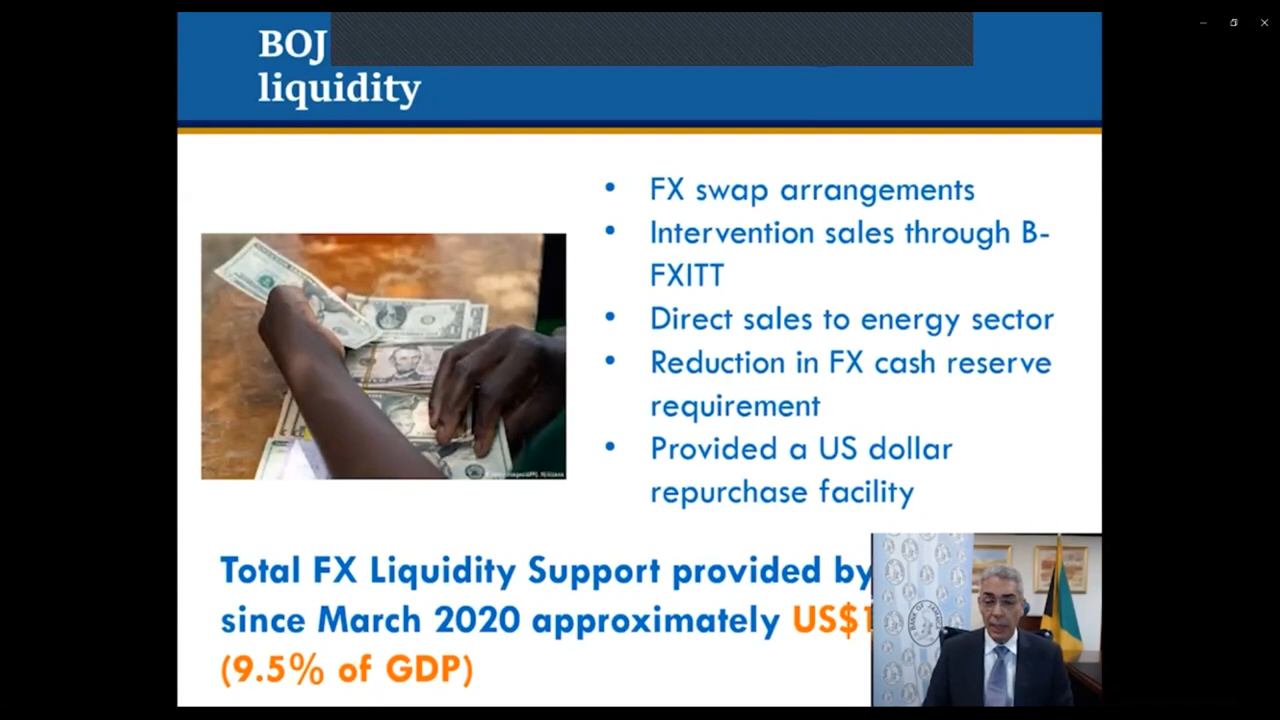 BOJ
liquidity
• FX swap arrangements
• Intervention sales through B-
FXITT
• Direct sales to energy sector
• Reduction in FX cash reserve
requirement
• Provided a US dollar
repurchase facility
Total FX Liquidity Support provided by
since March 2020 approximately US$1
(9.5% of GDP)